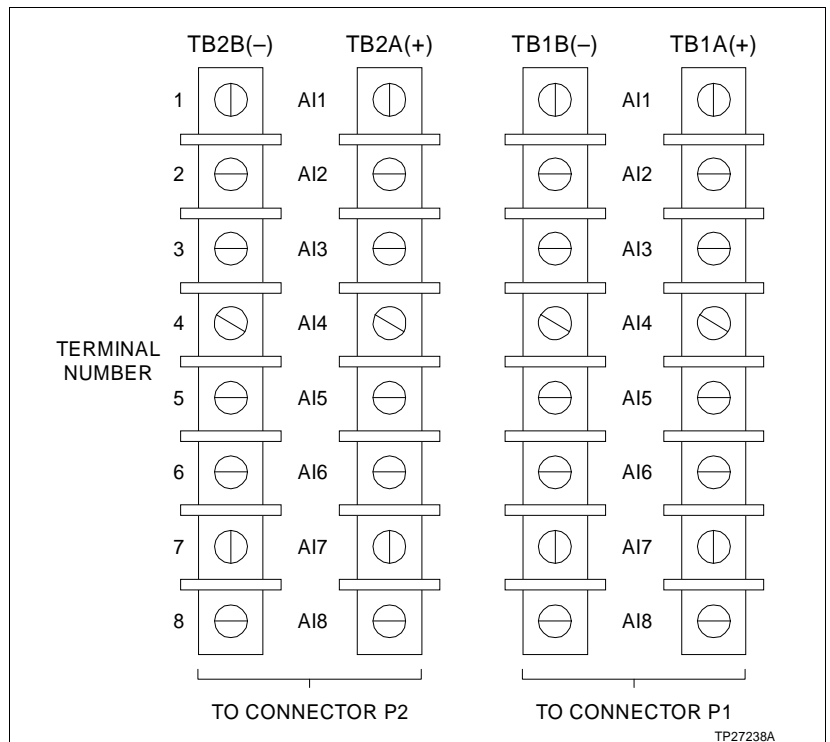 TB2B(–) TB2A(+) TB1B(–) TB1A(+)
1 AI1 AI1
2 AI2 AI2
3 AI3 AI3
4 AI4 AI4
TERMINAL
NUMBER
5 AI5 AI5
6 AI6 AI6
7 AI7 AI7
8 AI8 AI8
TO CONNECTOR P2 TO CONNECTOR P1
TP27238A